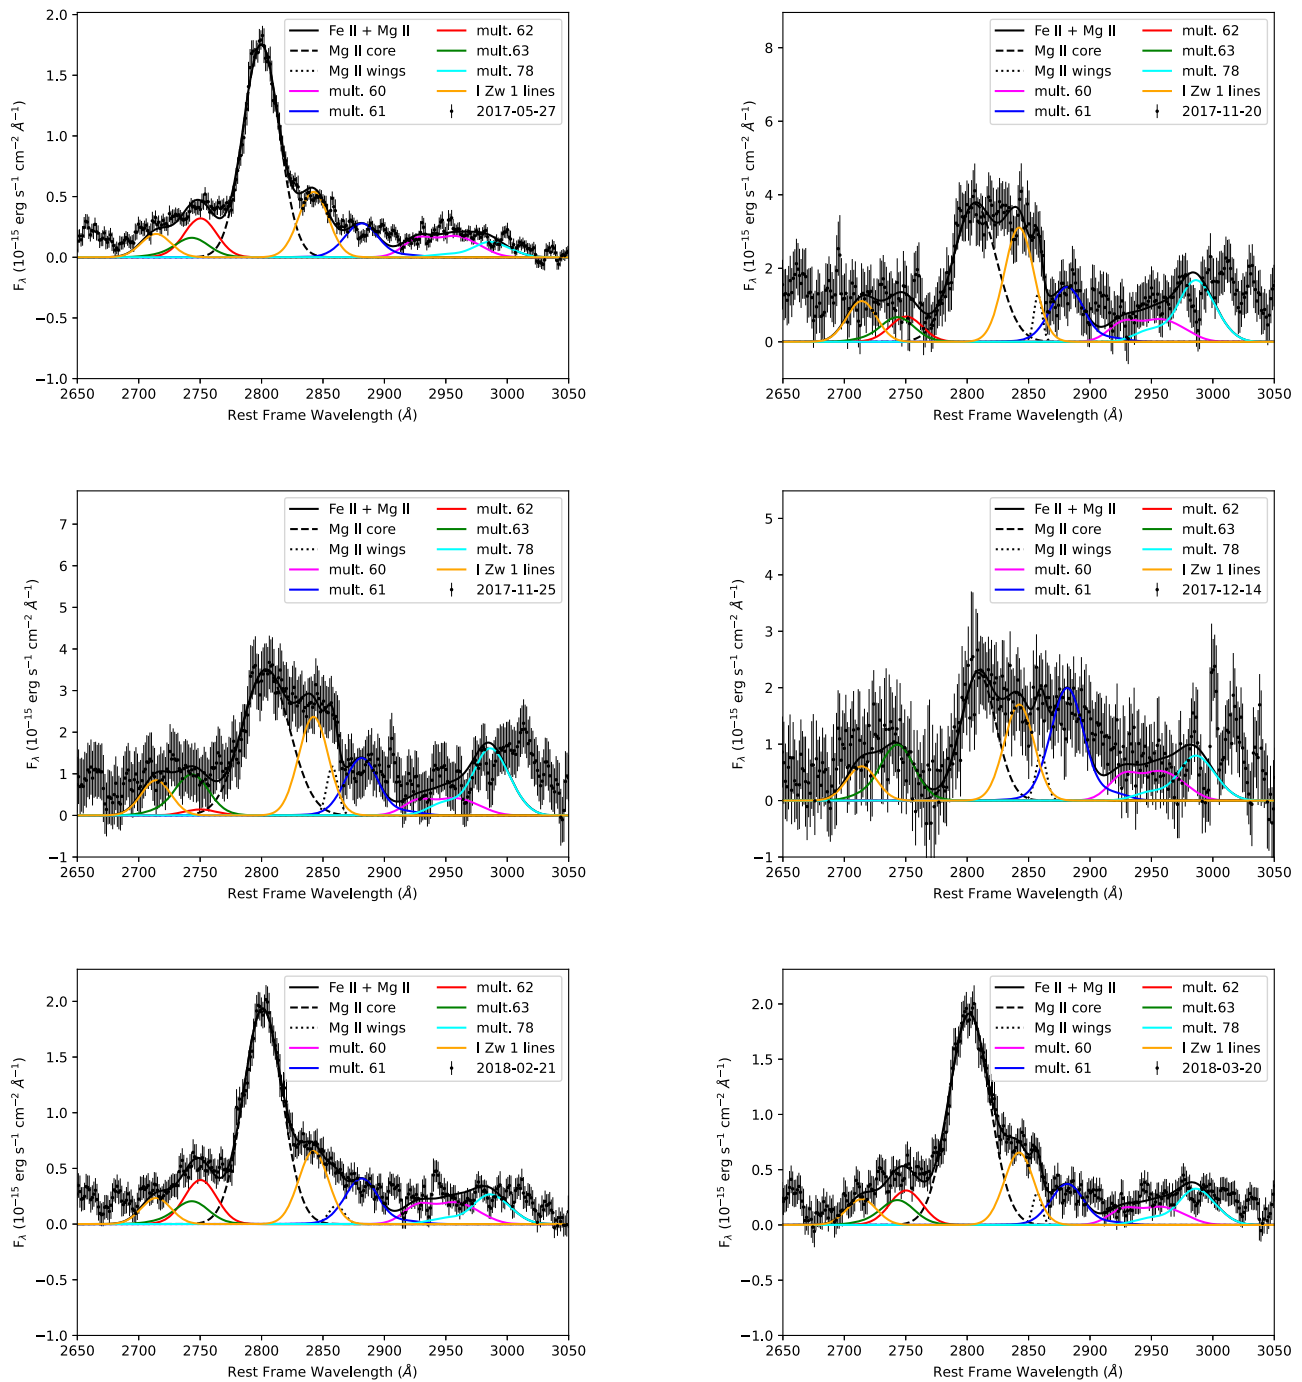 2.0
1.5
1.0
0.5
0.0
−0.5
−1.0
F_λ (10⁻¹⁵ erg s⁻¹ cm⁻² Å⁻¹)
Fe II + Mg II
Mg II core
Mg II wings
mult. 60
mult. 61
mult. 62
mult.63
mult. 78
I Zw 1 lines
2017-05-27
2650 2700 2750 2800 2850 2900 2950 3000 3050
Rest Frame Wavelength (Å)
8
6
4
2
0
F_λ (10⁻¹⁵ erg s⁻¹ cm⁻² Å⁻¹)
Fe II + Mg II
Mg II core
Mg II wings
mult. 60
mult. 61
mult. 62
mult.63
mult. 78
I Zw 1 lines
2017-11-20
2650 2700 2750 2800 2850 2900 2950 3000 3050
Rest Frame Wavelength (Å)
7
6
5
4
3
2
1
0
−1
F_λ (10⁻¹⁵ erg s⁻¹ cm⁻² Å⁻¹)
Fe II + Mg II
Mg II core
Mg II wings
mult. 60
mult. 61
mult. 62
mult.63
mult. 78
I Zw 1 lines
2017-11-25
2650 2700 2750 2800 2850 2900 2950 3000 3050
Rest Frame Wavelength (Å)
5
4
3
2
1
0
−1
F_λ (10⁻¹⁵ erg s⁻¹ cm⁻² Å⁻¹)
Fe II + Mg II
Mg II core
Mg II wings
mult. 60
mult. 61
mult. 62
mult.63
mult. 78
I Zw 1 lines
2017-12-14
2650 2700 2750 2800 2850 2900 2950 3000 3050
Rest Frame Wavelength (Å)
2.0
1.5
1.0
0.5
0.0
−0.5
−1.0
F_λ (10⁻¹⁵ erg s⁻¹ cm⁻² Å⁻¹)
Fe II + Mg II
Mg II core
Mg II wings
mult. 60
mult. 61
mult. 62
mult.63
mult. 78
I Zw 1 lines
2018-02-21
2650 2700 2750 2800 2850 2900 2950 3000 3050
Rest Frame Wavelength (Å)
2.0
1.5
1.0
0.5
0.0
−0.5
−1.0
F_λ (10⁻¹⁵ erg s⁻¹ cm⁻² Å⁻¹)
Fe II + Mg II
Mg II core
Mg II wings
mult. 60
mult. 61
mult. 62
mult.63
mult. 78
I Zw 1 lines
2018-03-20
2650 2700 2750 2800 2850 2900 2950 3000 3050
Rest Frame Wavelength (Å)